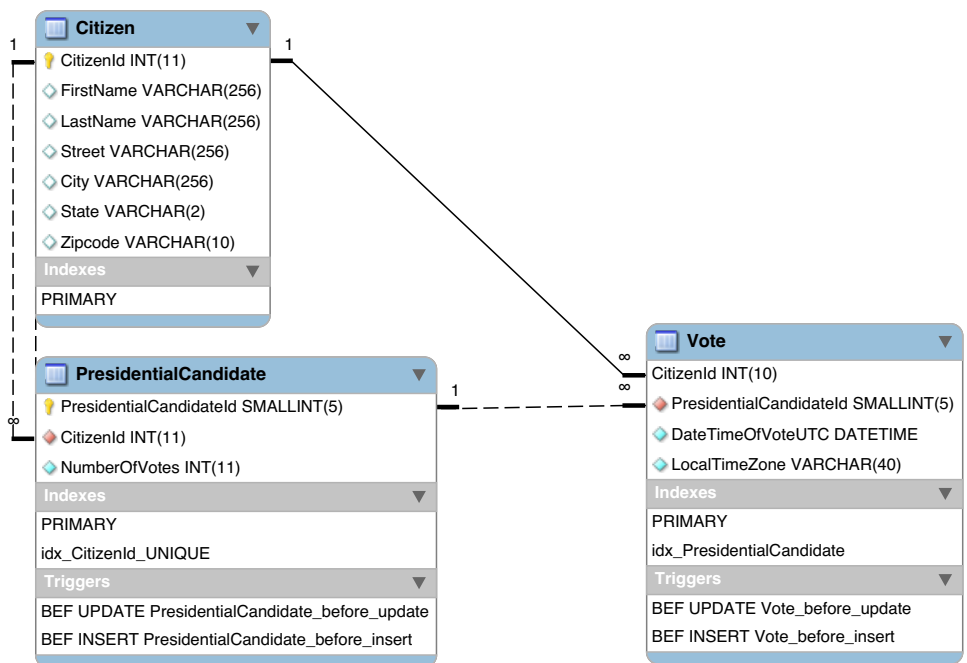 Citizen
1
1
CitizenId INT(11)
FirstName VARCHAR(256)
LastName VARCHAR(256)
Street VARCHAR(256)
City VARCHAR(256)
State VARCHAR(2)
Zipcode VARCHAR(10)
Indexes
PRIMARY
PresidentialCandidate
1
PresidentialCandidateId SMALLINT(5)
∞
CitizenId INT(11)
NumberOfVotes INT(11)
Indexes
PRIMARY
idx_CitizenId_UNIQUE
Triggers
BEF UPDATE PresidentialCandidate_before_update
BEF INSERT PresidentialCandidate_before_insert
Vote
∞
CitizenId INT(10)
∞
PresidentialCandidateId SMALLINT(5)
DateTimeOfVoteUTC DATETIME
LocalTimeZone VARCHAR(40)
Indexes
PRIMARY
idx_PresidentialCandidate
Triggers
BEF UPDATE Vote_before_update
BEF INSERT Vote_before_insert